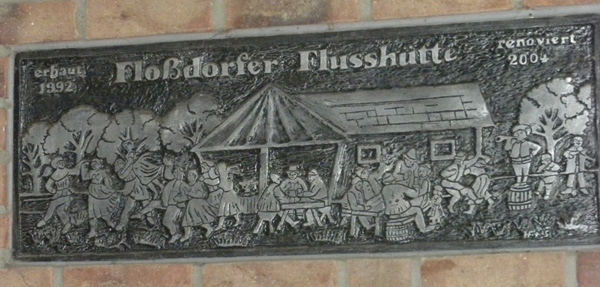 erbaut
1992
Floßdorfer Flusshütte
renoviert
2004